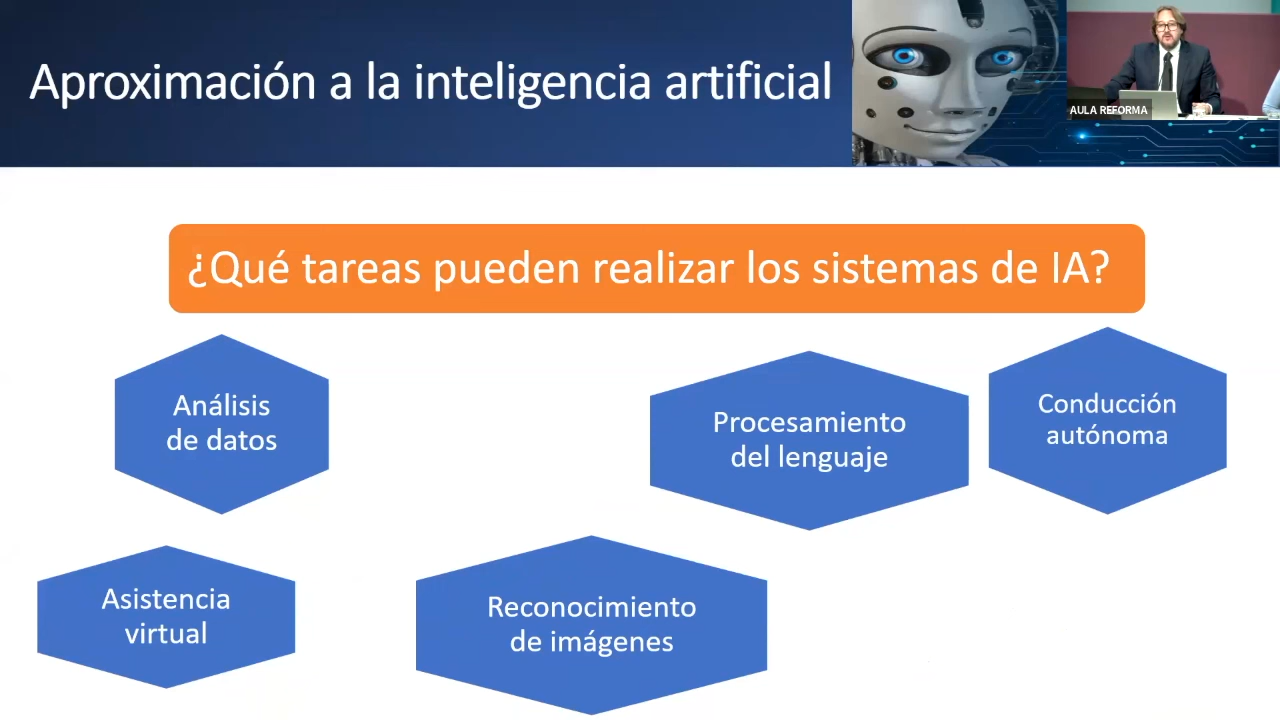 Aproximación a la inteligencia artificial
AULA REFORMA
¿Qué tareas pueden realizar los sistemas de IA?
Análisis
de datos
Procesamiento
del lenguaje
Conducción
autónoma
Asistencia
virtual
Reconocimiento
de imágenes